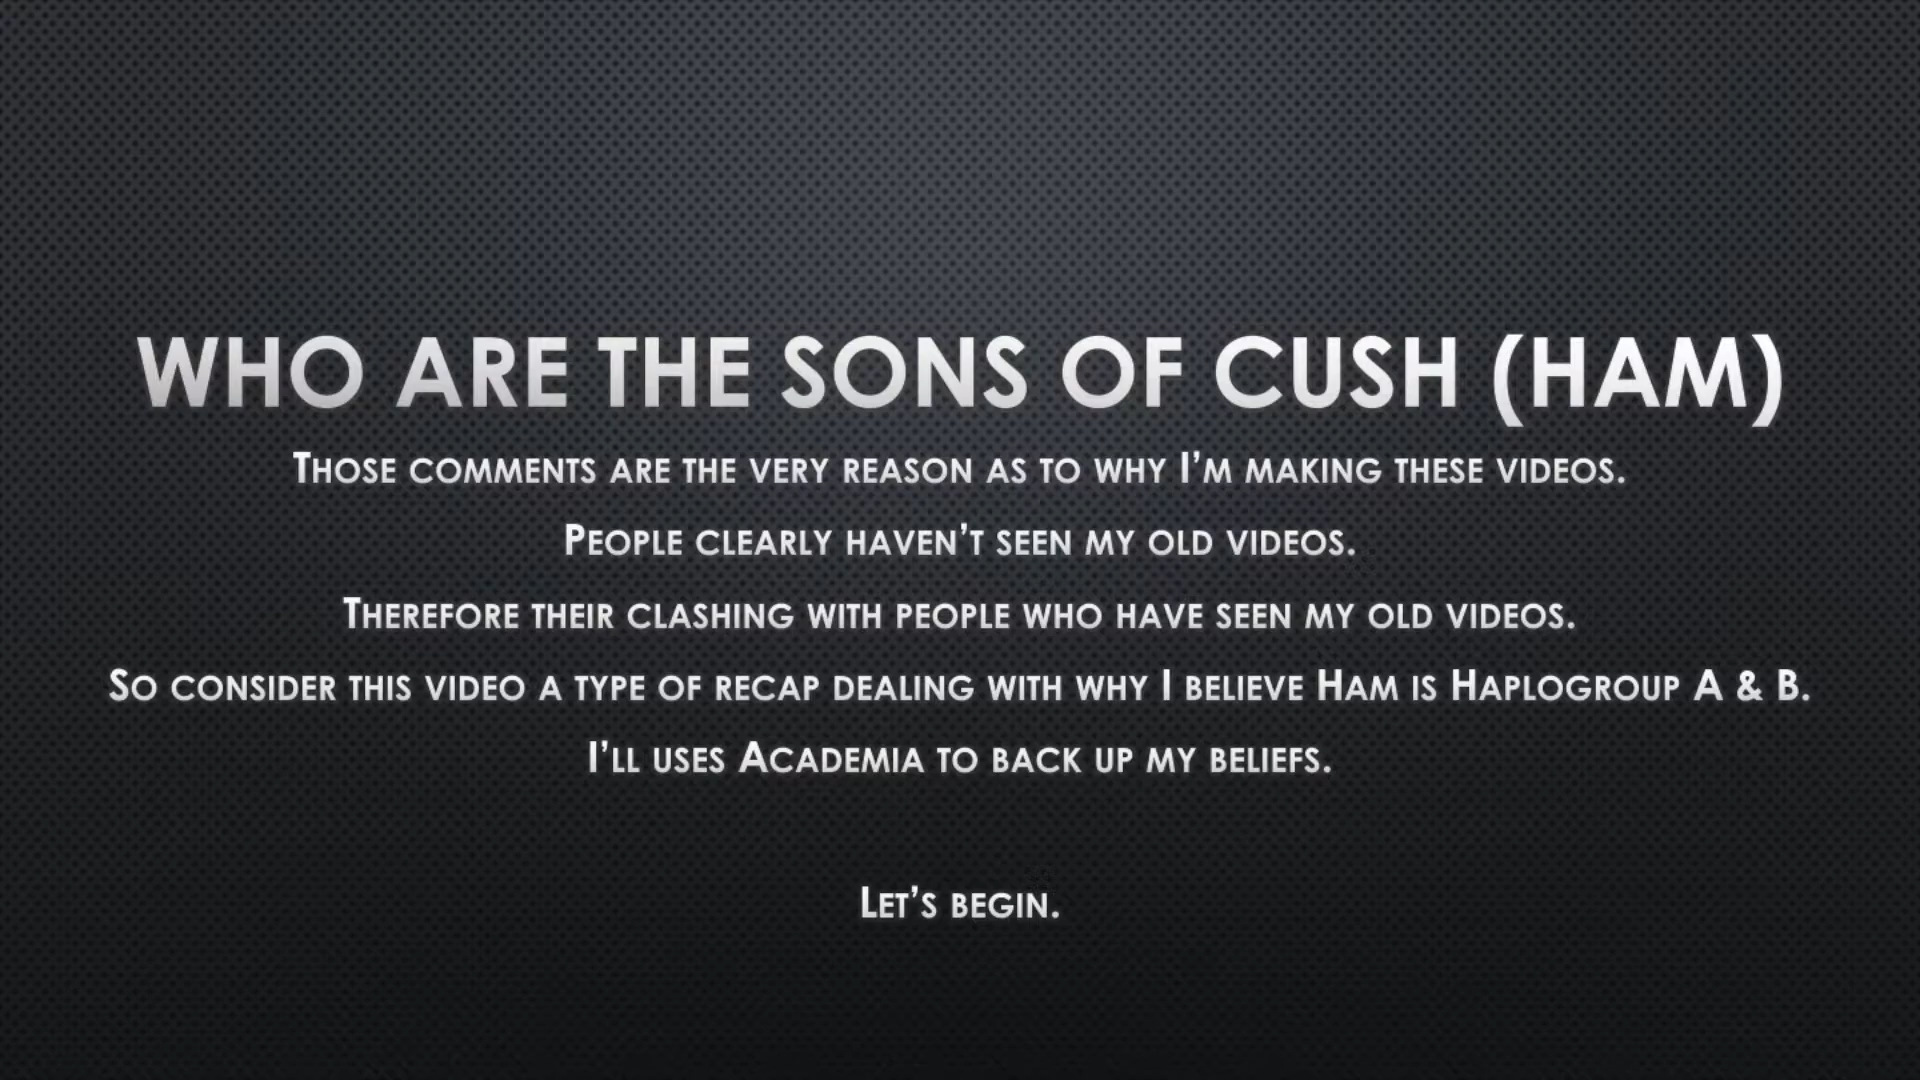 WHO ARE THE SONS OF CUSH (HAM)
THOSE COMMENTS ARE THE VERY REASON AS TO WHY I'M MAKING THESE VIDEOS.
PEOPLE CLEARLY HAVEN'T SEEN MY OLD VIDEOS.
THEREFORE THEIR CLASHING WITH PEOPLE WHO HAVE SEEN MY OLD VIDEOS.
SO CONSIDER THIS VIDEO A TYPE OF RECAP DEALING WITH WHY I BELIEVE HAM IS HAPLOGROUP A & B.
I'LL USES ACADEMIA TO BACK UP MY BELIEFS.
LET'S BEGIN.